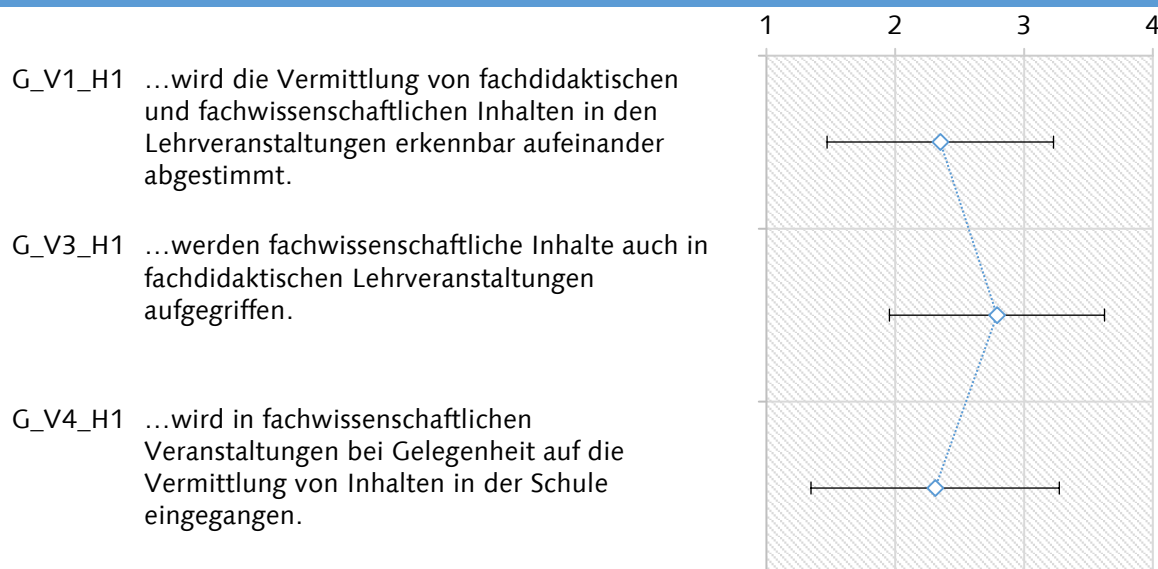 1 2 3 4
G_V1_H1 …wird die Vermittlung von fachdidaktischen
und fachwissenschaftlichen Inhalten in den
Lehrveranstaltungen erkennbar aufeinander
abgestimmt.
G_V3_H1 …werden fachwissenschaftliche Inhalte auch in
fachdidaktischen Lehrveranstaltungen
aufgegriffen.
G_V4_H1 …wird in fachwissenschaftlichen
Veranstaltungen bei Gelegenheit auf die
Vermittlung von Inhalten in der Schule
eingegangen.